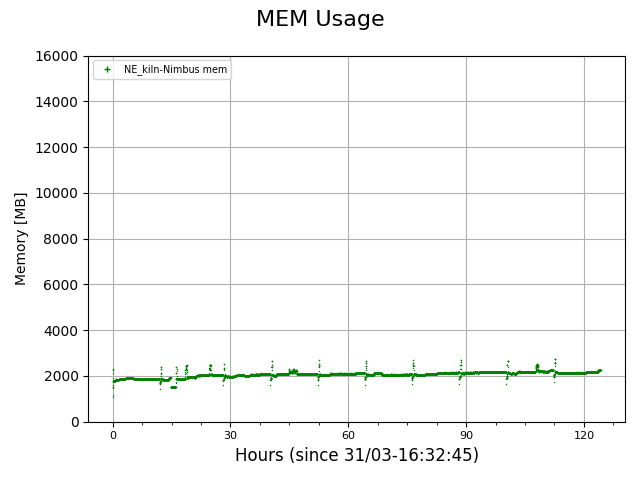 MEM Usage
16000
14000
12000
10000
8000
6000
4000
2000
0
Memory [MB]
NE_kiln-Nimbus mem
0 30 60 90 120
Hours (since 31/03-16:32:45)